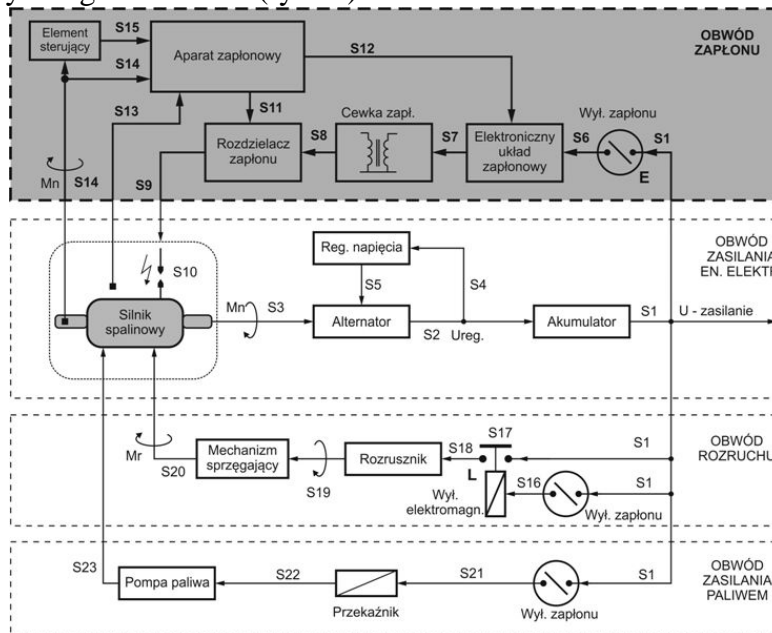 Element
sterujący
S15
S14
S13
Aparat zapłonowy
S12
OBWÓD
ZAPŁONU
S11
Cewka zapł.
Wył. zapłonu
Rozdzielacz
zapłonu
S8
S7
Elektroniczny
układ
zapłonowy
S6
S1
E
Mn
S14
S9
S10
Silnik
spalinowy
Mn
S3
Reg. napięcia
S5
S4
Alternator
S2
Ureg.
Akumulator
S1
U - zasilanie
OBWÓD
ZASILANIA
Mr
S20
Mechanizm
sprzęgający
S19
Rozrusznik
S18
S17
L
S16
Wył.
elektromagn.
S1
S1
Wył. zapłonu
OBWÓD
ROZRUCHU
S23
Pompa paliwa
S22
Przekaźnik
S21
Wył. zapłonu
S1
OBWÓD
ZASILANIA
PALIWEM